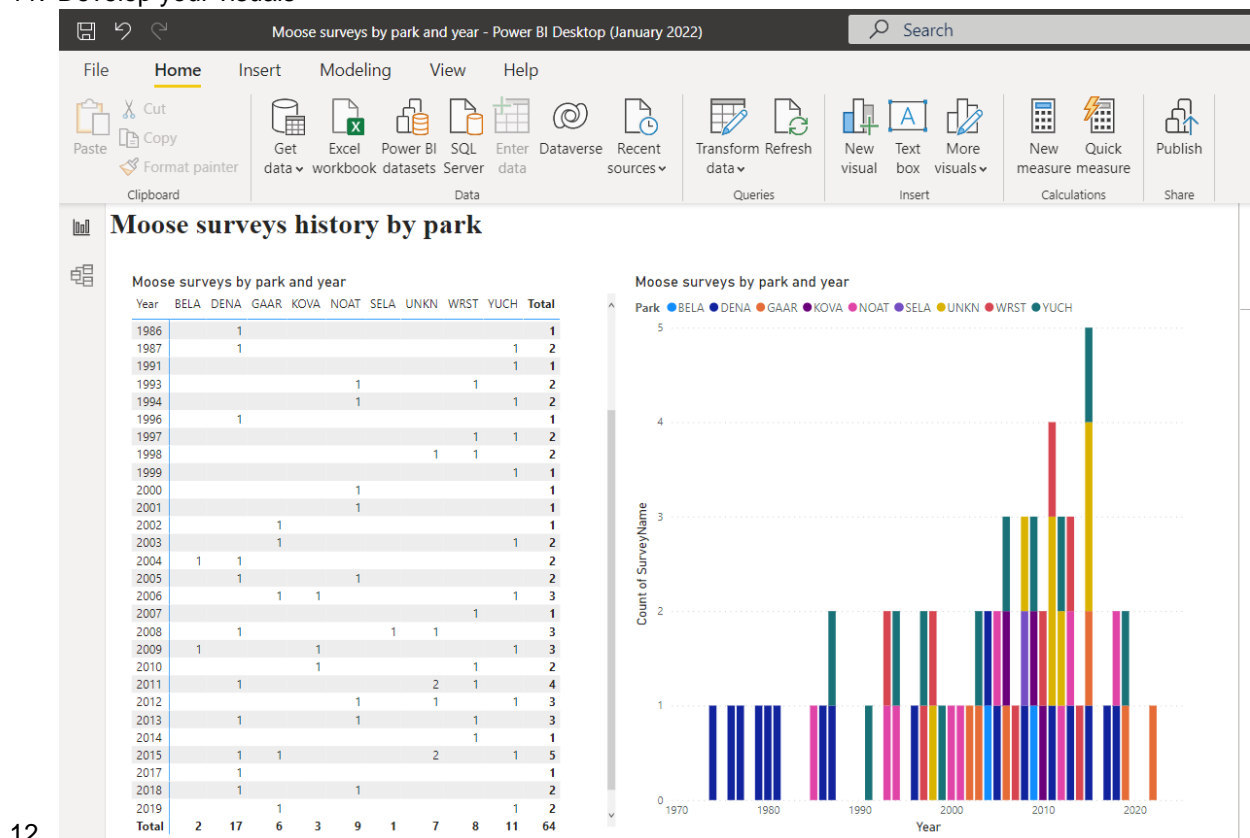 11. Develop your visuals
Moose surveys by park and year - Power BI Desktop (January 2022)
Search
File Home Insert Modeling View Help
Paste
Cut
Copy
Format painter
Clipboard
Get data
Excel workbook
Power BI datasets
SQL Server
Enter data
Dataverse
Recent sources
Data
Transform data
Refresh
Queries
New visual
Text box
More visuals
Insert
New measure
Quick measure
Calculations
Publish
Share
Moose surveys history by park
Moose surveys by park and year
Year BELA DENA GAAR KOVA NOAT SELA UNKN WRST YUCH Total
1986 1 1
1987 1 1 2
1991 1 1
1993 1 1 2
1994 1 1 2
1996 1 1
1997 1 1 2
1998 1 1 2
1999 1 1
2000 1 1
2001 1 1
2002 1 1
2003 1 1 2
2004 1 1 2
2005 1 1 2
2006 1 1 1 3
2007 1 1
2008 1 1 1 3
2009 1 1 1 3
2010 1 1 2
2011 1 2 1 4
2012 1 1 1 3
2013 1 1 1 3
2014 1 1
2015 1 1 2 1 5
2017 1 1
2018 1 1 2
2019 1 1 2
Total 2 17 6 3 9 1 7 8 11 64
Moose surveys by park and year
Park BELA DENA GAAR KOVA NOAT SELA UNKN WRST YUCH
5
4
3
2
1
0
Count of SurveyName
1970 1980 1990 2000 2010 2020
Year
12.